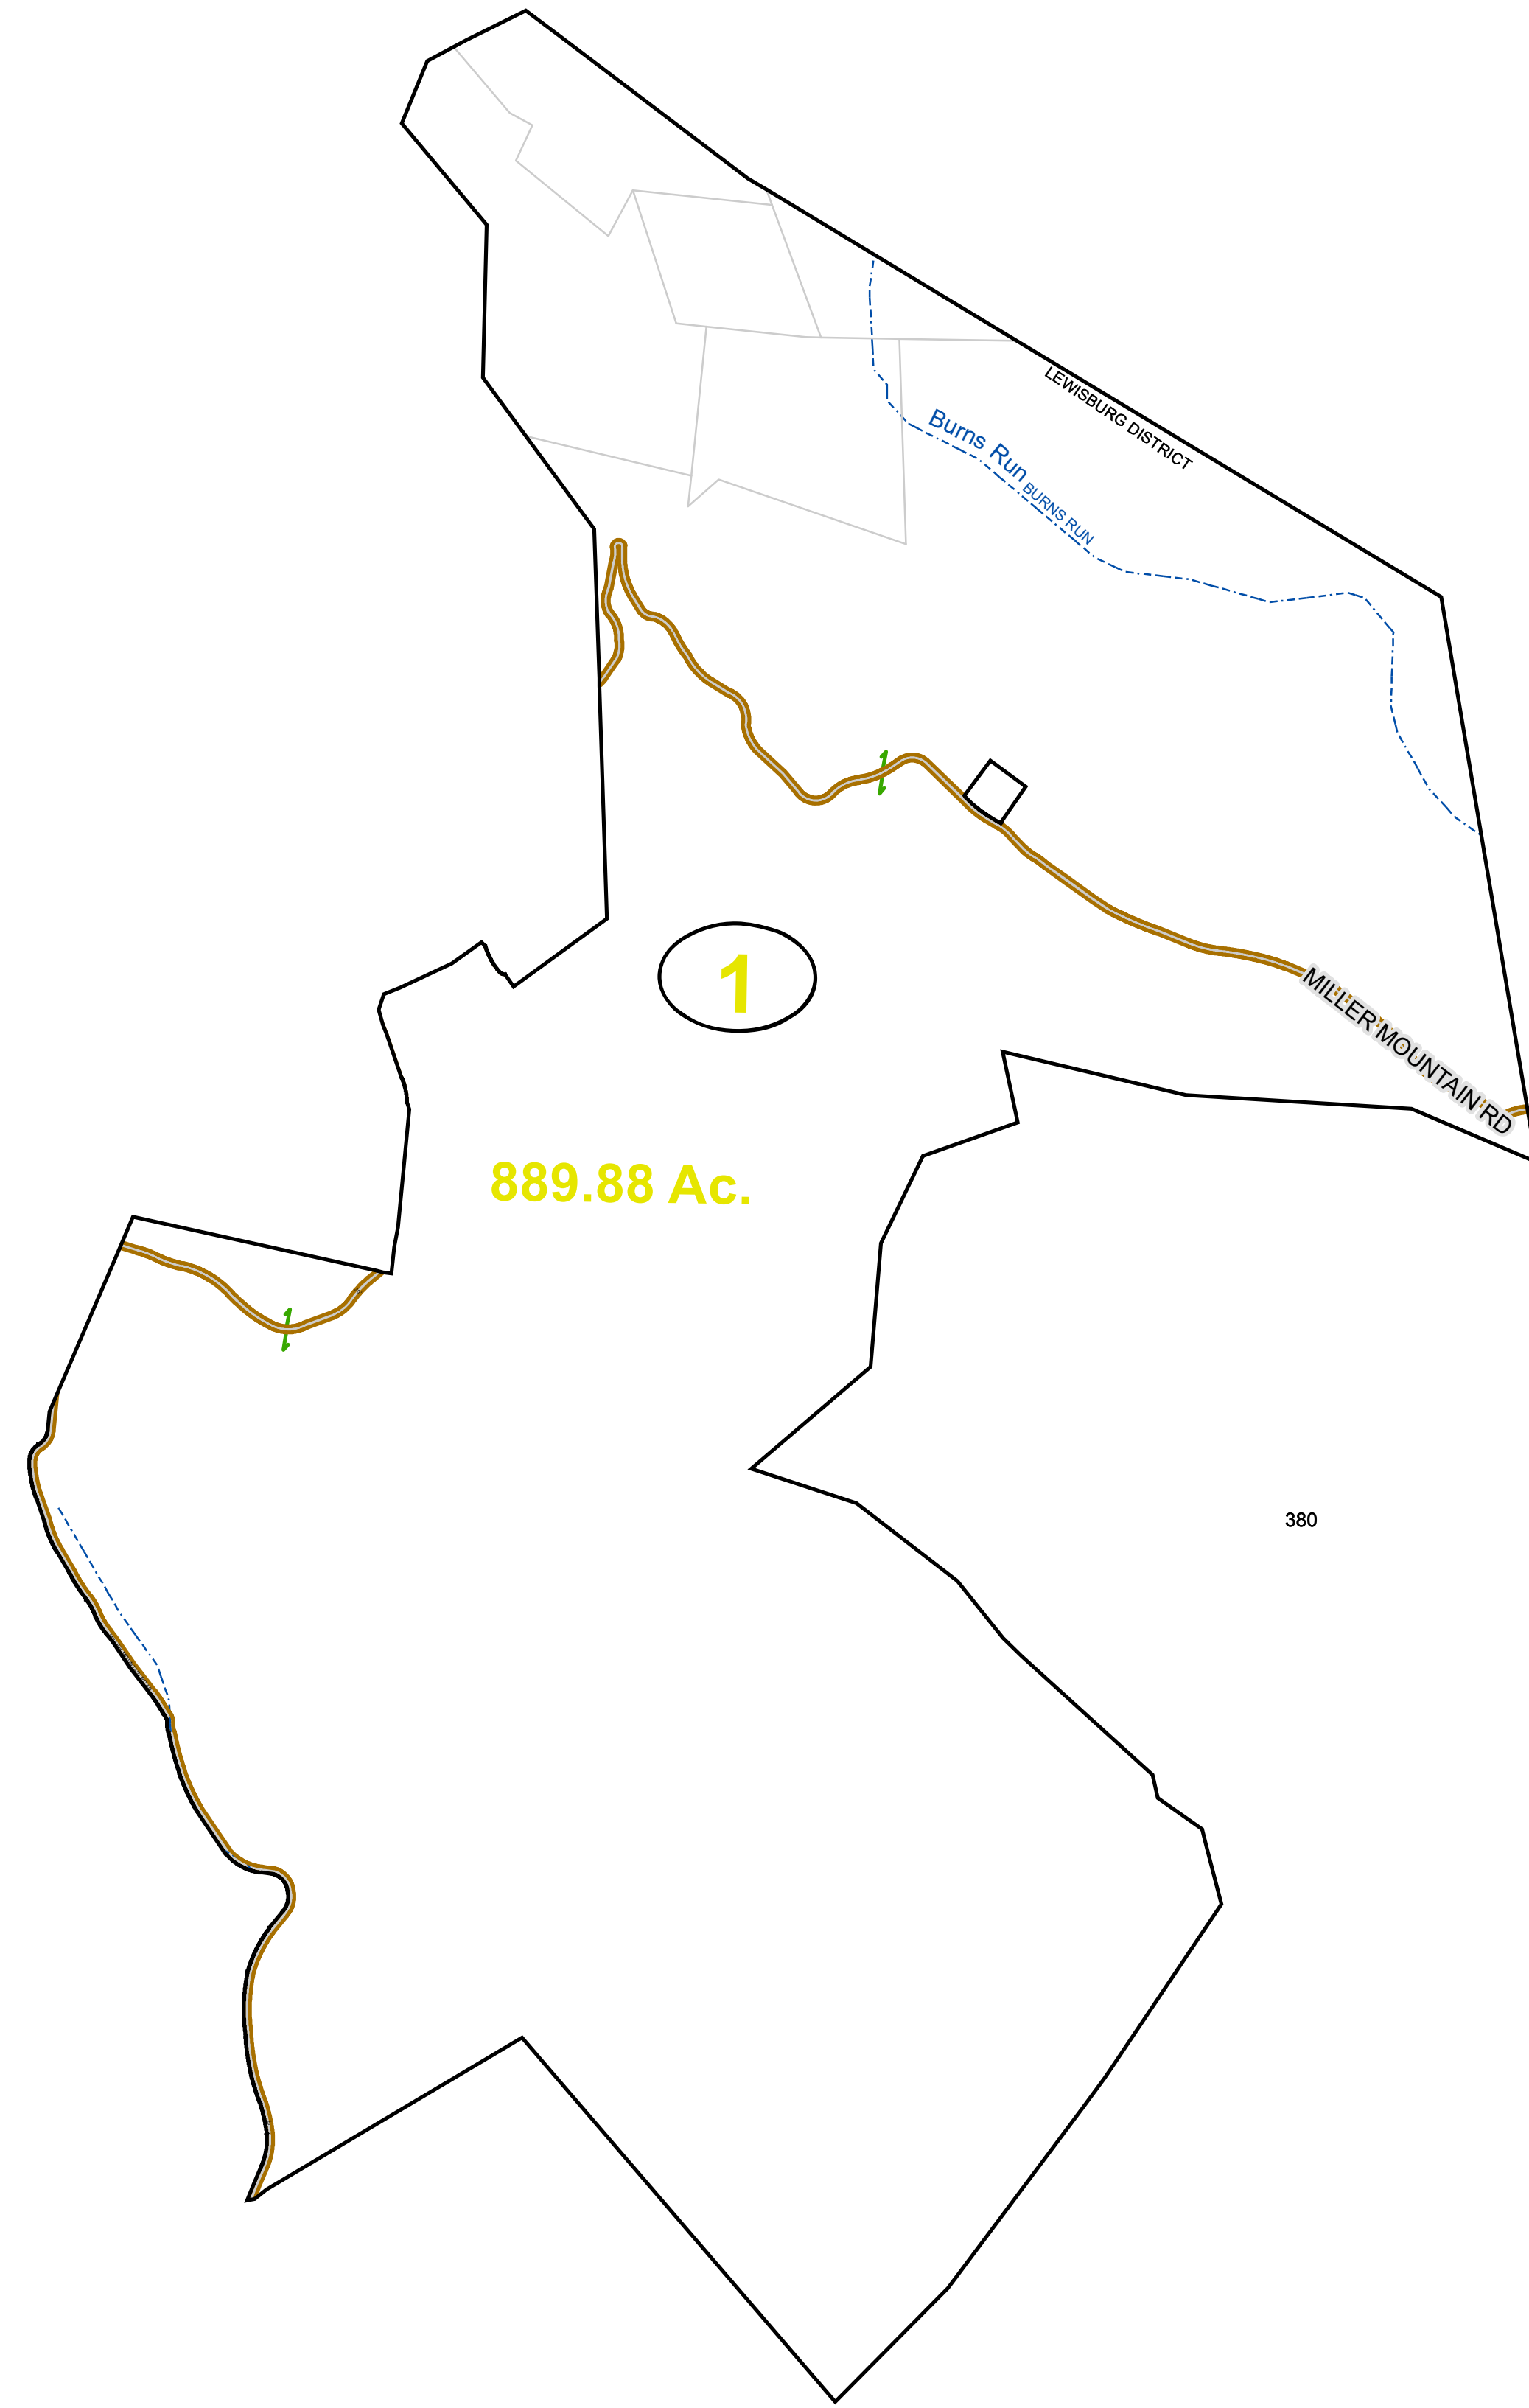 LEWISBURG DISTRICT
Burns Run
BURNS RUN
1
MILLER MOUNTAIN RD
889.88 Ac.
380